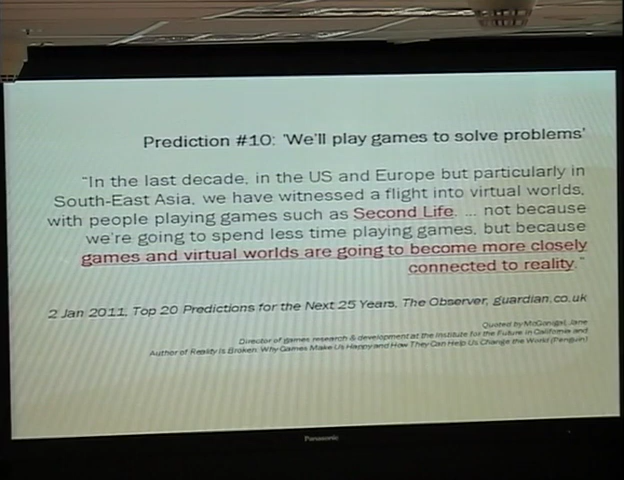 Prediction #10: 'We'll play games to solve problems'
"In the last decade, in the US and Europe but particularly in
South-East Asia, we have witnessed a flight into virtual worlds,
with people playing games such as Second Life. ... not because
we're going to spend less time playing games, but because
games and virtual worlds are going to become more closely
connected to reality."
2 Jan 2011, Top 20 Predictions for the Next 25 Years, The Observer, guardian.co.uk
Quoted by McGonigal, Jane
Director of games research & development at the Institute for the Future in California and
Author of Reality is Broken: Why Games Make Us Happy and How They Can Help Us Change the World (Penguin)
Panasonic